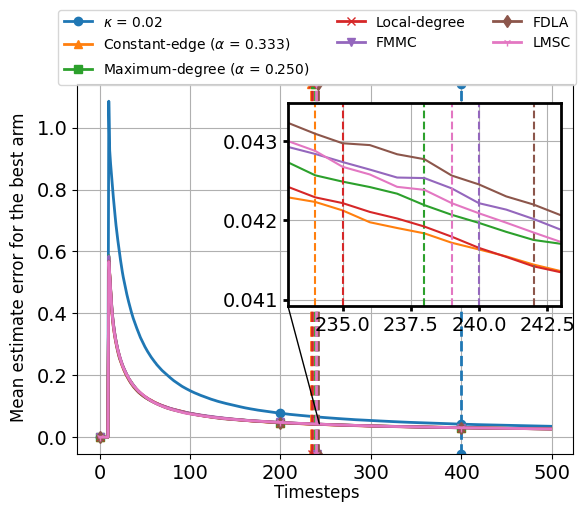 κ = 0.02
Constant-edge (α = 0.333)
Maximum-degree (α = 0.250)
Local-degree
FMMC
FDLA
LMSC
Mean estimate error for the best arm
1.0
0.8
0.6
0.4
0.2
0.0
0.043
0.042
0.041
235.0 237.5 240.0 242.5
0 100 200 300 400 500
Timesteps